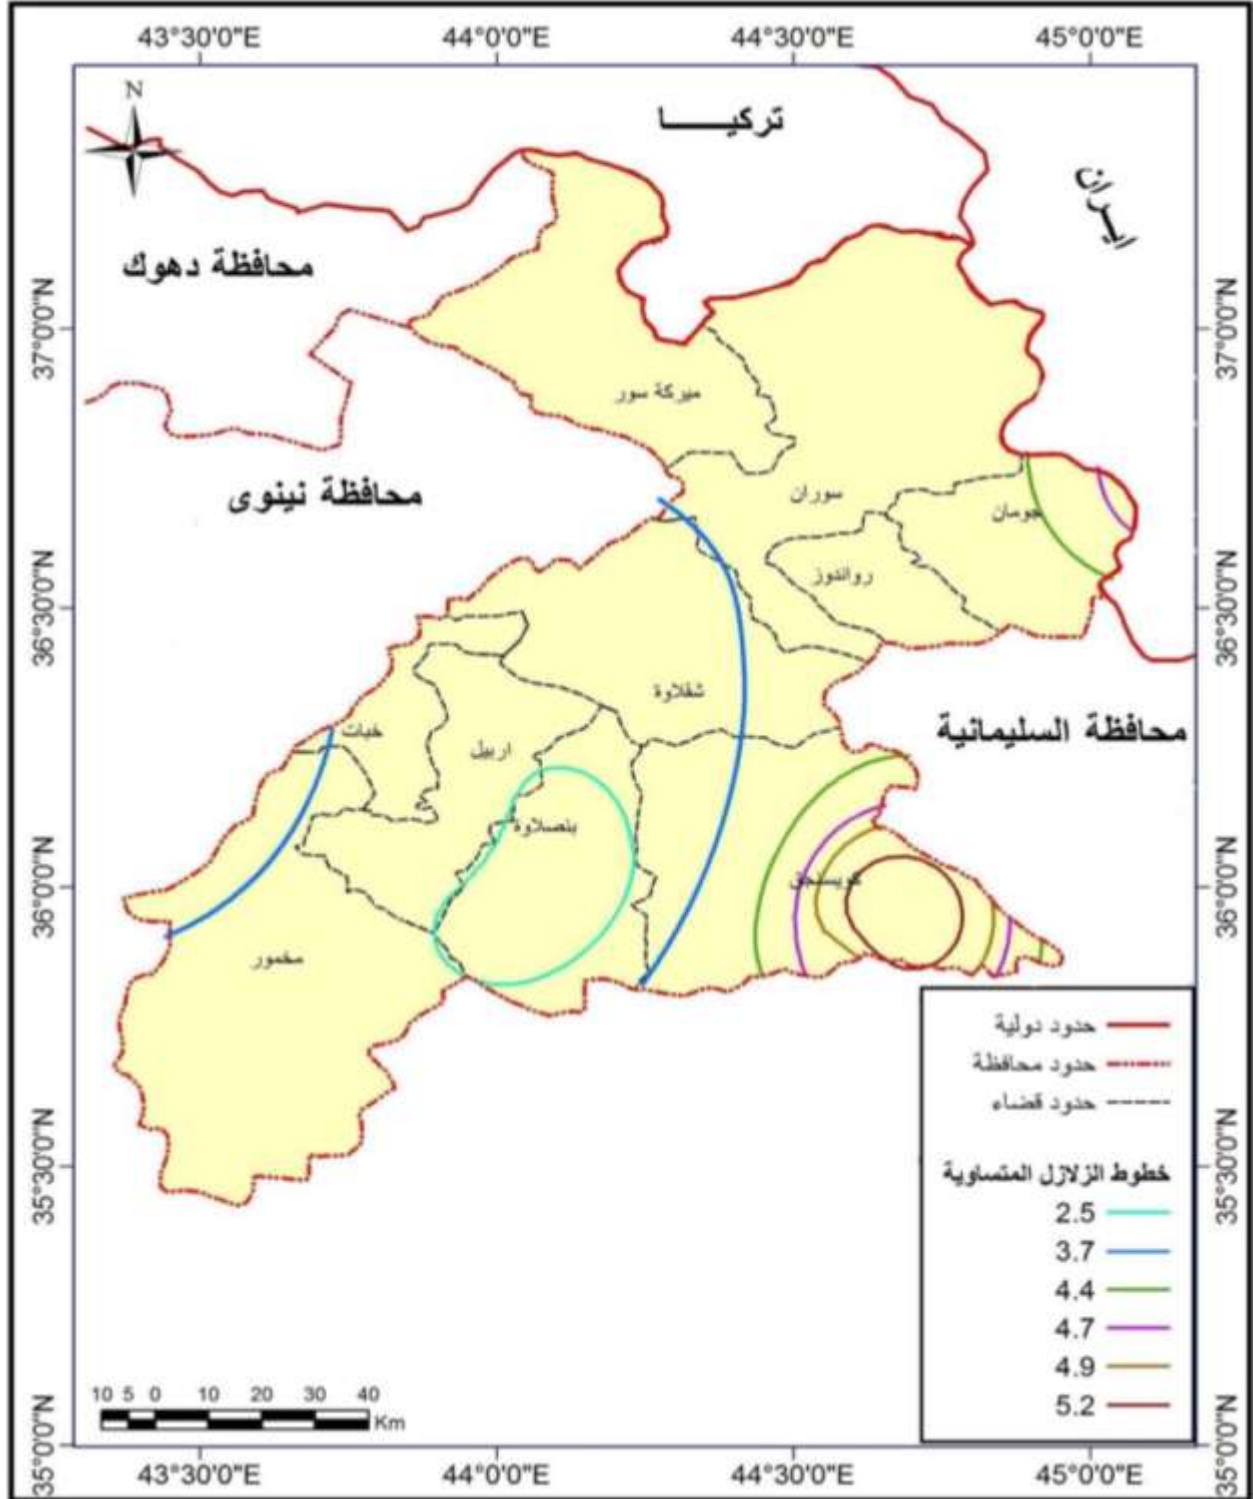 43°30'0"E
44°0'0"E
44°30'0"E
45°0'0"E
N
تركيـــــــا
ايـران
محافظة دهوك
37°0'0"N
37°0'0"N
ميركة سور
محافظة نينوى
سوران
جومان
رواندوز
36°30'0"N
36°30'0"N
شقلاوة
محافظة السليمانية
خبات
اربيل
بنصلاوة
36°0'0"N
كويسنجق
36°0'0"N
مخمور
حدود دولية
حدود محافظة
حدود قضاء
35°30'0"N
35°30'0"N
خطوط الزلازل المتساوية
2.5
3.7
4.4
4.7
4.9
5.2
10 5 0 10 20 30 40
Km
35°0'0"N
35°0'0"N
43°30'0"E
44°0'0"E
44°30'0"E
45°0'0"E